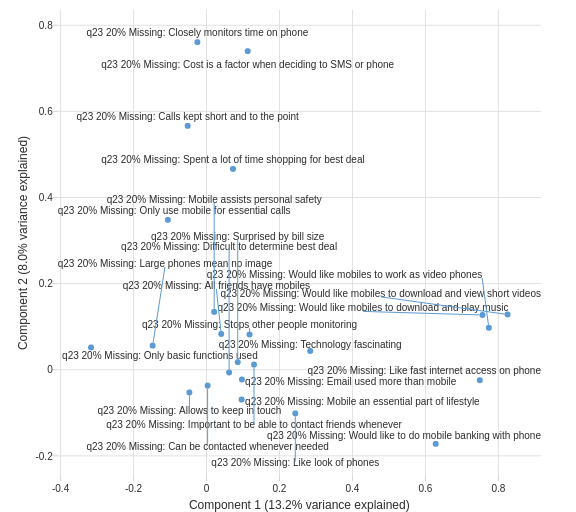 0.8
q23 20% Missing: Closely monitors time on phone
q23 20% Missing: Cost is a factor when deciding to SMS or phone
0.6
q23 20% Missing: Calls kept short and to the point
q23 20% Missing: Spent a lot of time shopping for best deal
0.4
q23 20% Missing: Mobile assists personal safety
q23 20% Missing: Only use mobile for essential calls
q23 20% Missing: Surprised by bill size
q23 20% Missing: Difficult to determine best deal
q23 20% Missing: Large phones mean no image
q23 20% Missing: Would like mobiles to work as video phones
0.2
q23 20% Missing: All friends have mobiles
q23 20% Missing: Would like mobiles to download and view short videos
q23 20% Missing: Would like mobiles to download and play music
q23 20% Missing: Stops other people monitoring
q23 20% Missing: Technology fascinating
q23 20% Missing: Only basic functions used
0
q23 20% Missing: Like fast internet access on phone
q23 20% Missing: Email used more than mobile
q23 20% Missing: Mobile an essential part of lifestyle
q23 20% Missing: Allows to keep in touch
q23 20% Missing: Important to be able to contact friends whenever
q23 20% Missing: Would like to do mobile banking with phone
q23 20% Missing: Can be contacted whenever needed
-0.2
q23 20% Missing: Like look of phones
-0.4
-0.2
0
0.2
0.4
0.6
0.8
Component 1 (13.2% variance explained)
Component 2 (8.0% variance explained)